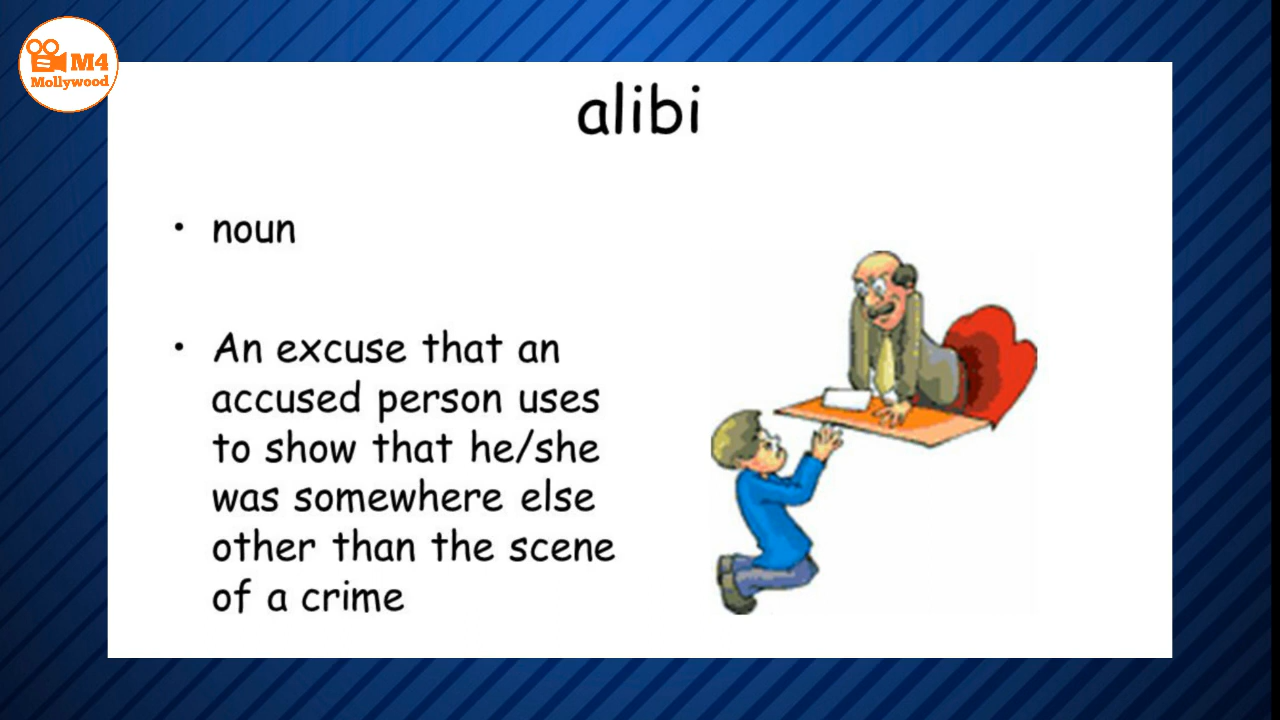 M4
Mollywood
alibi
• noun
• An excuse that an
accused person uses
to show that he/she
was somewhere else
other than the scene
of a crime